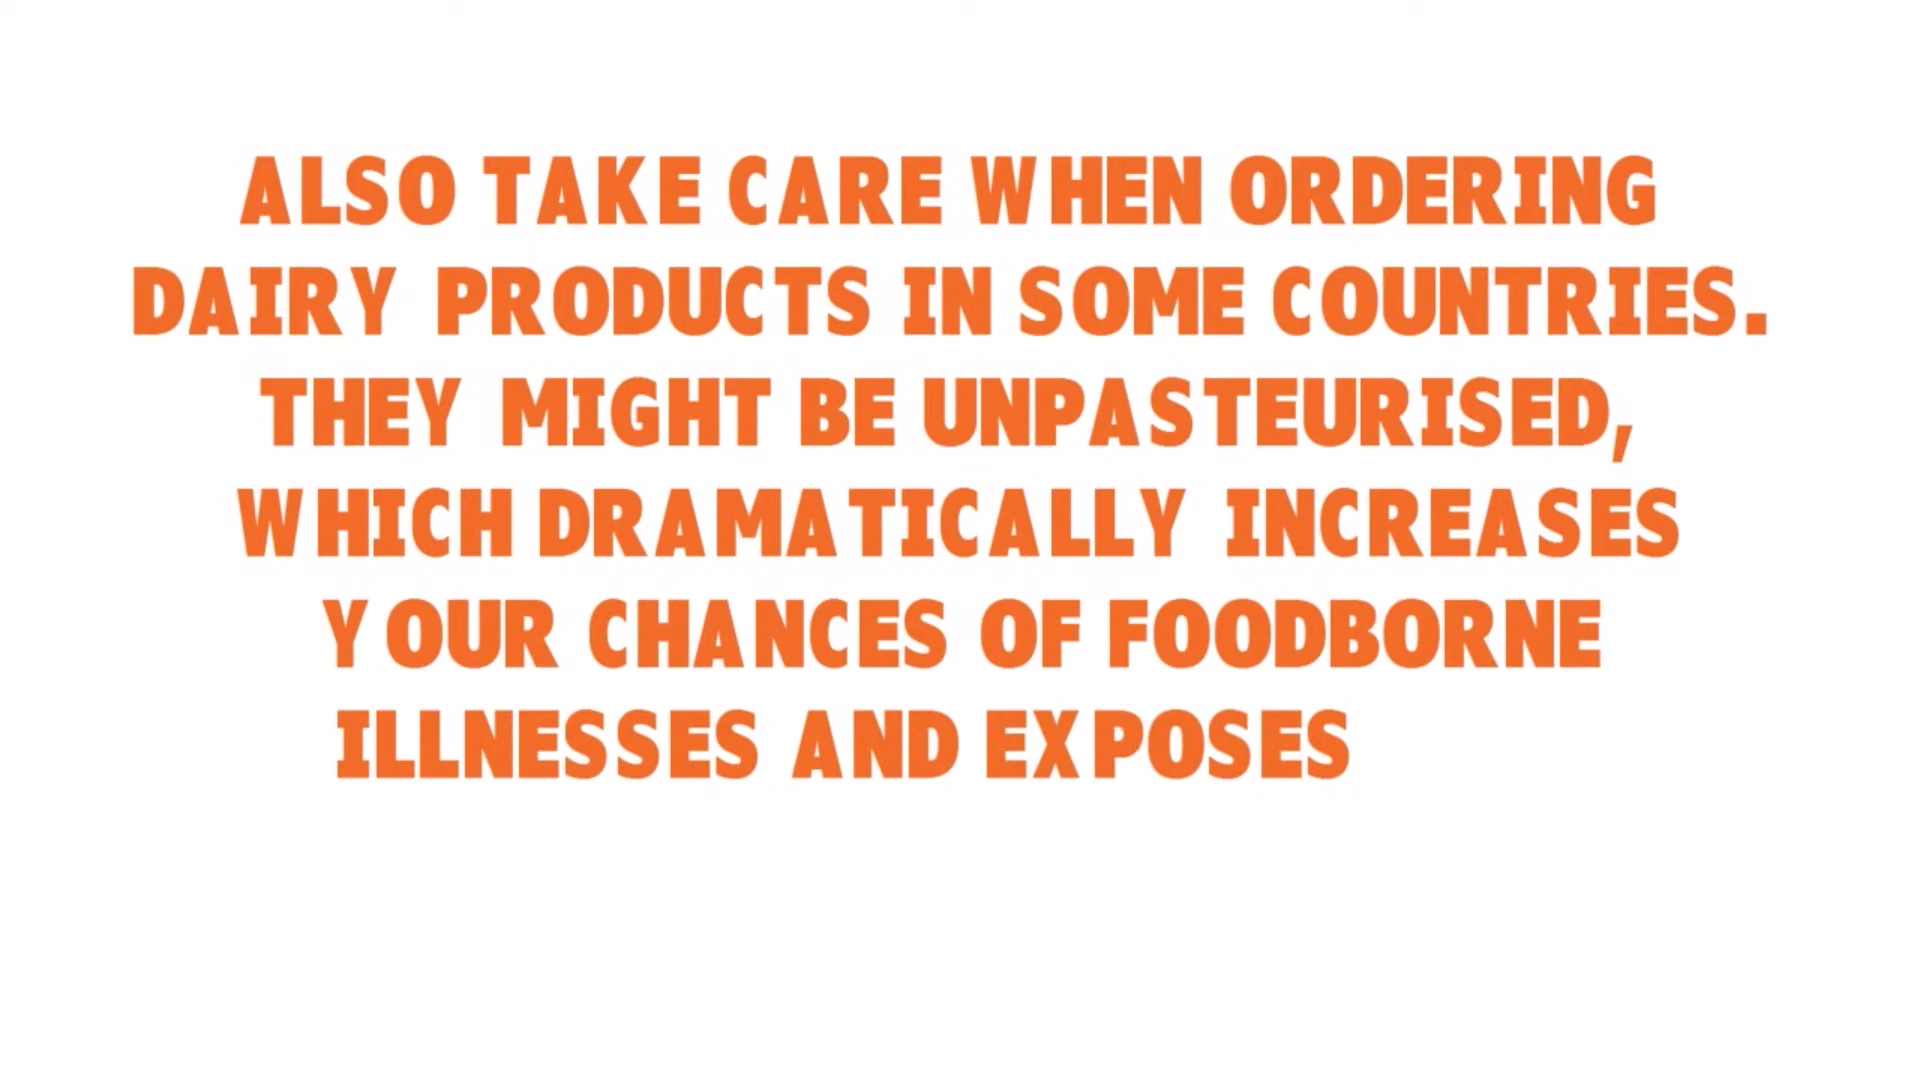 ALSO TAKE CARE WHEN ORDERING
DAIRY PRODUCTS IN SOME COUNTRIES.
THEY MIGHT BE UNPASTEURISED,
WHICH DRAMATICALLY INCREASES
YOUR CHANCES OF FOODBORNE
ILLNESSES AND EXPOSES